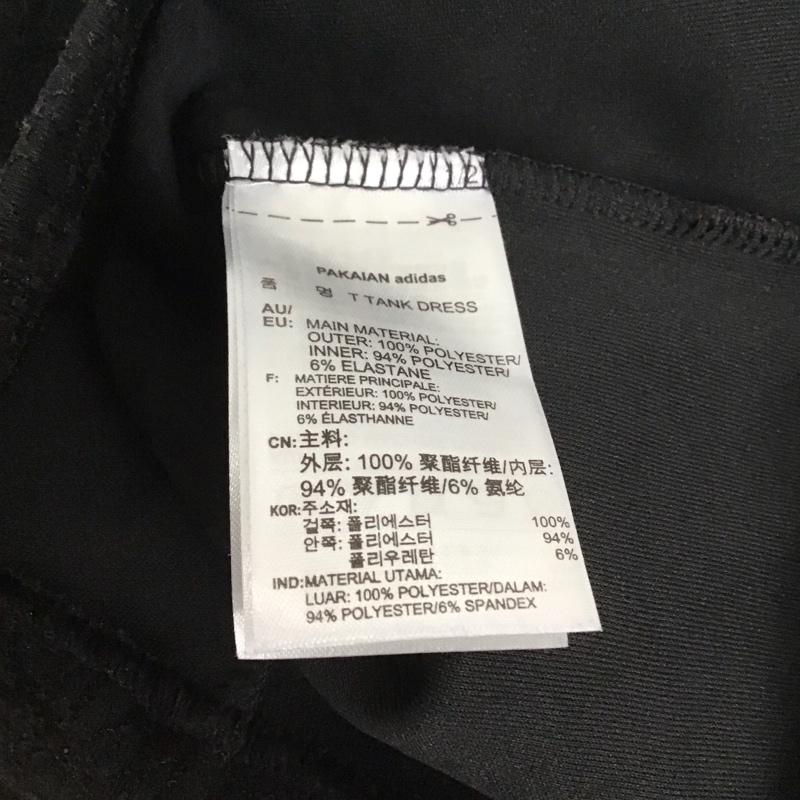 1/2
PAKAIAN adidas
품 명 T TANK DRESS
AU/
EU: MAIN MATERIAL:
OUTER: 100% POLYESTER/
INNER: 94% POLYESTER/
6% ELASTANE
F: MATIERE PRINCIPALE:
EXTÉRIEUR: 100% POLYESTER/
INTERIEUR: 94% POLYESTER/
6% ÉLASTHANNE
CN: 主料:
外层: 100% 聚酯纤维/内层:
94% 聚酯纤维/6% 氨纶
KOR: 주소재:
겉쪽: 폴리에스터 100%
안쪽: 폴리에스터 94%
폴리우레탄 6%
IND: MATERIAL UTAMA:
LUAR: 100% POLYESTER/DALAM:
94% POLYESTER/6% SPANDEX